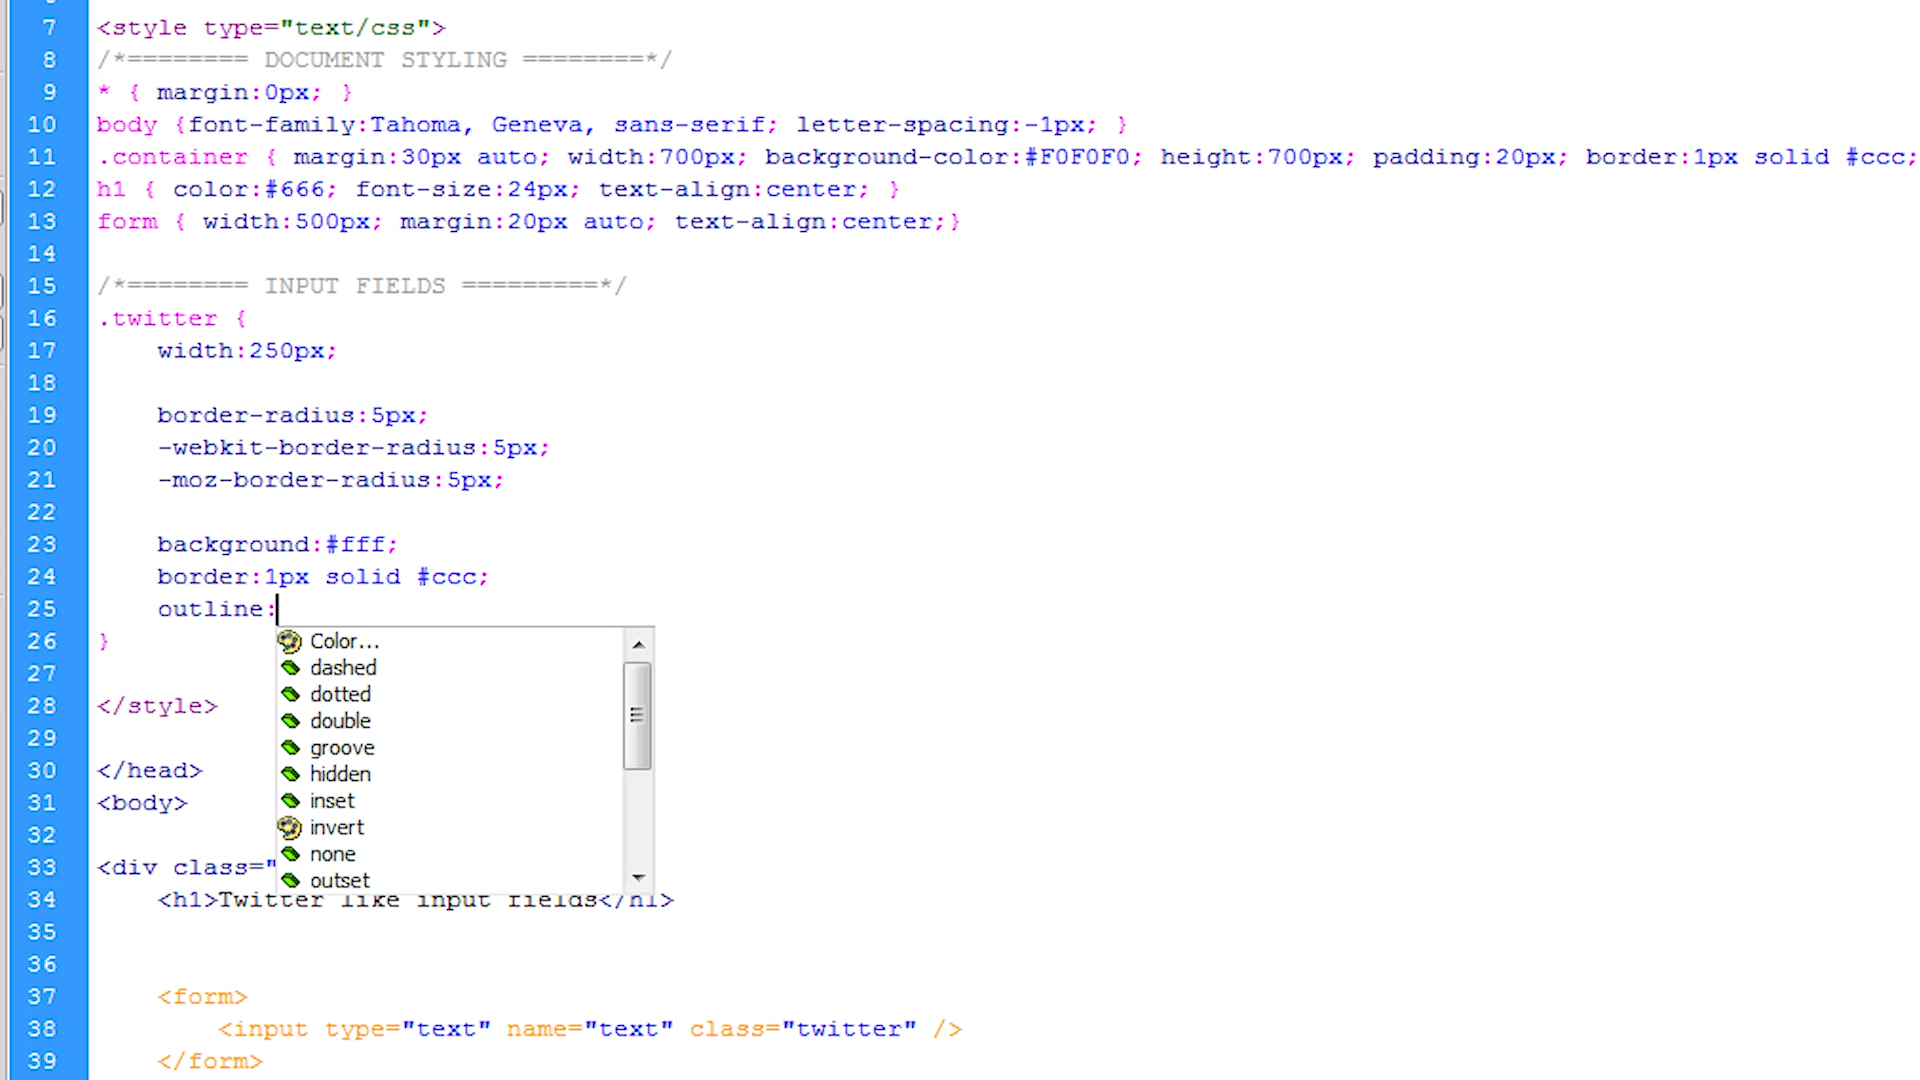 7 <style type="text/css">
8 /*======== DOCUMENT STYLING ========*/
9 * { margin:0px; }
10 body {font-family:Tahoma, Geneva, sans-serif; letter-spacing:-1px; }
11 .container { margin:30px auto; width:700px; background-color:#F0F0F0; height:700px; padding:20px; border:1px solid #ccc;
12 h1 { color:#666; font-size:24px; text-align:center; }
13 form { width:500px; margin:20px auto; text-align:center;}
14
15 /*======== INPUT FIELDS =========*/
16 .twitter {
17 width:250px;
18
19 border-radius:5px;
20 -webkit-border-radius:5px;
21 -moz-border-radius:5px;
22
23 background:#fff;
24 border:1px solid #ccc;
25 outline:
26 }
Color...
dashed
27
dotted
28 </style>
double
29
groove
30 </head>
hidden
31 <body>
inset
32
invert
none
33 <div class="
outset
34 <h1>Twitter like input fields</h1>
35
36
37 <form>
38 <input type="text" name="text" class="twitter" />
39 </form>